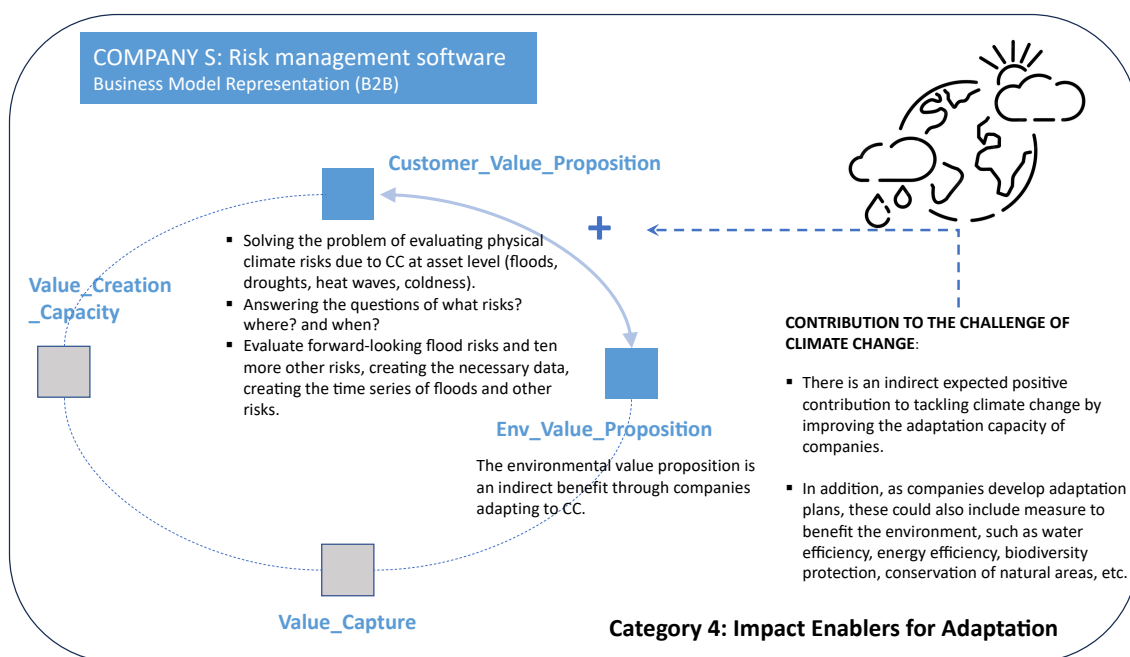 COMPANY S: Risk management software
Business Model Representation (B2B)
Customer_Value_Proposition
+
▪ Solving the problem of evaluating physical
climate risks due to CC at asset level (floods,
droughts, heat waves, coldness).
▪ Answering the questions of what risks?
where? and when?
▪ Evaluate forward-looking flood risks and ten
more other risks, creating the necessary data,
creating the time series of floods and other
risks.
Value_Creation
_Capacity
Env_Value_Proposition
The environmental value proposition is
an indirect benefit through companies
adapting to CC.
Value_Capture
CONTRIBUTION TO THE CHALLENGE OF
CLIMATE CHANGE:
▪ There is an indirect expected positive
contribution to tackling climate change by
improving the adaptation capacity of
companies.
▪ In addition, as companies develop adaptation
plans, these could also include measure to
benefit the environment, such as water
efficiency, energy efficiency, biodiversity
protection, conservation of natural areas, etc.
Category 4: Impact Enablers for Adaptation